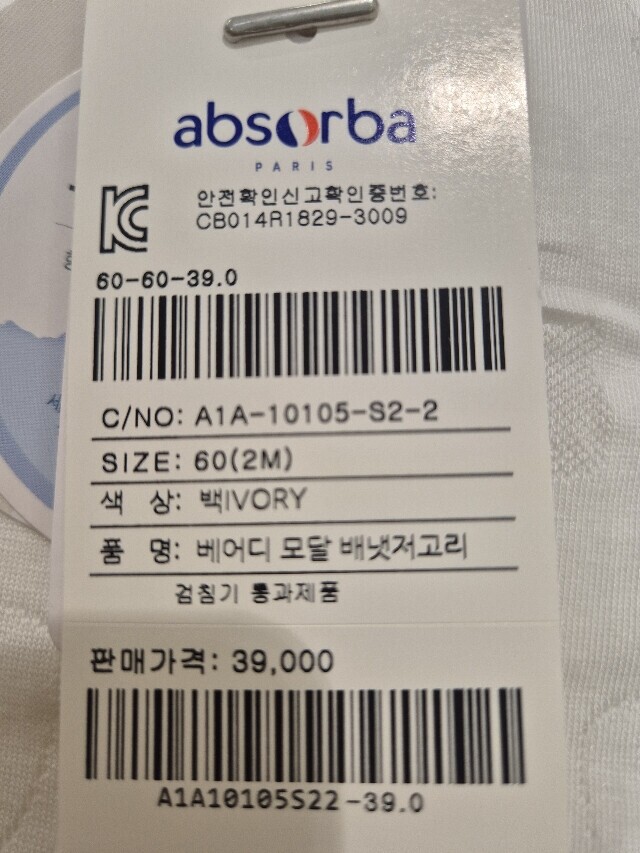 absorba
PARIS
안전확인신고확인증번호:
CB014R1829-3009
60-60-39.0
C/NO: A1A-10105-S2-2
SIZE: 60(2M)
색 상: 백IVORY
품 명: 베어디 모달 배냇저고리
검침기 통과제품
판매가격: 39,000
A1A10105S22-39.0